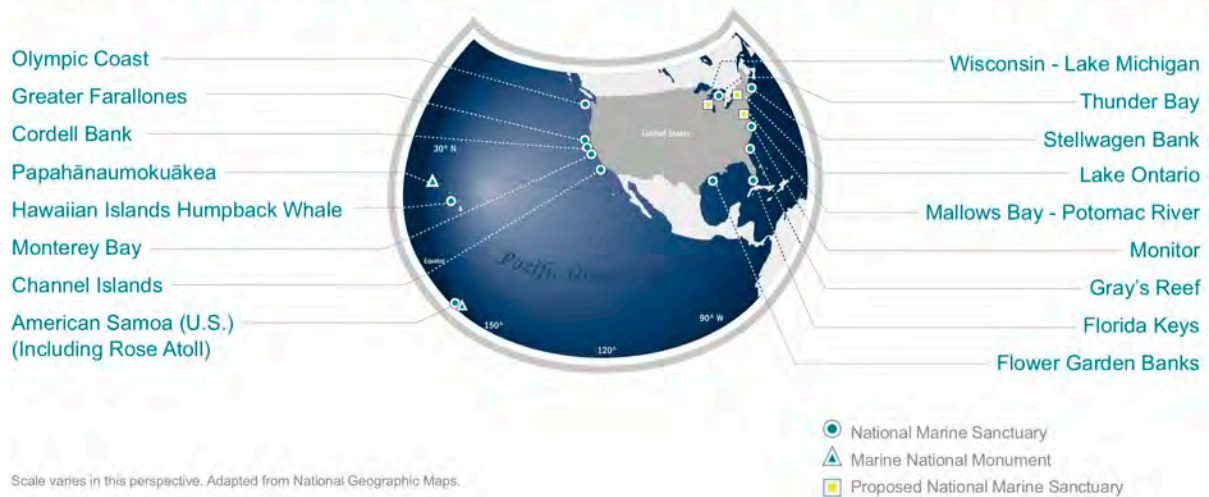 Olympic Coast
Greater Farallones
Cordell Bank
Papahānaumokuākea
Hawaiian Islands Humpback Whale
Monterey Bay
Channel Islands
American Samoa (U.S.)
(Including Rose Atoll)
United States
30° N
Equator
Pacific
150°
120°
90° W
Wisconsin - Lake Michigan
Thunder Bay
Stellwagen Bank
Lake Ontario
Mallows Bay - Potomac River
Monitor
Gray's Reef
Florida Keys
Flower Garden Banks
National Marine Sanctuary
Marine National Monument
Proposed National Marine Sanctuary
Scale varies in this perspective. Adapted from National Geographic Maps.